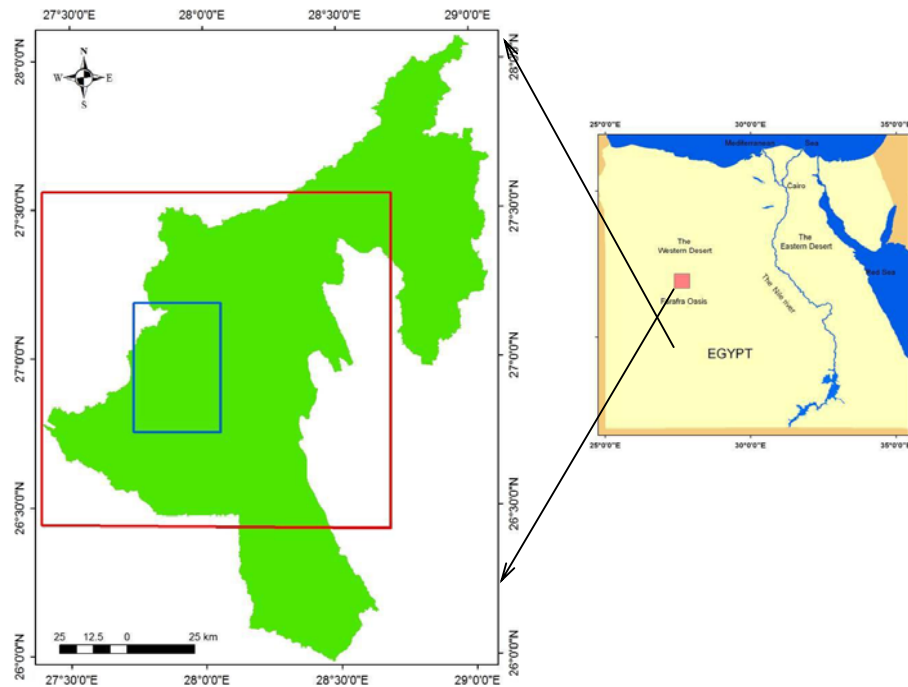 27°30'0"E 28°0'0"E 28°30'0"E 29°0'0"E
28°0'0"N
28°0'0"N
N
W E
S
27°30'0"N
27°30'0"N
27°0'0"N
27°0'0"N
26°30'0"N
26°30'0"N
26°0'0"N
26°0'0"N
25 12.5 0 25 km
27°30'0"E 28°0'0"E 28°30'0"E 29°0'0"E
25°0'0"E 30°0'0"E 35°0'0"E
Sea
Cairo
The
Western Desert
The
Eastern Desert
Red Sea
The Nile river
Farafra Oasis
EGYPT
25°0'0"E 30°0'0"E 35°0'0"E